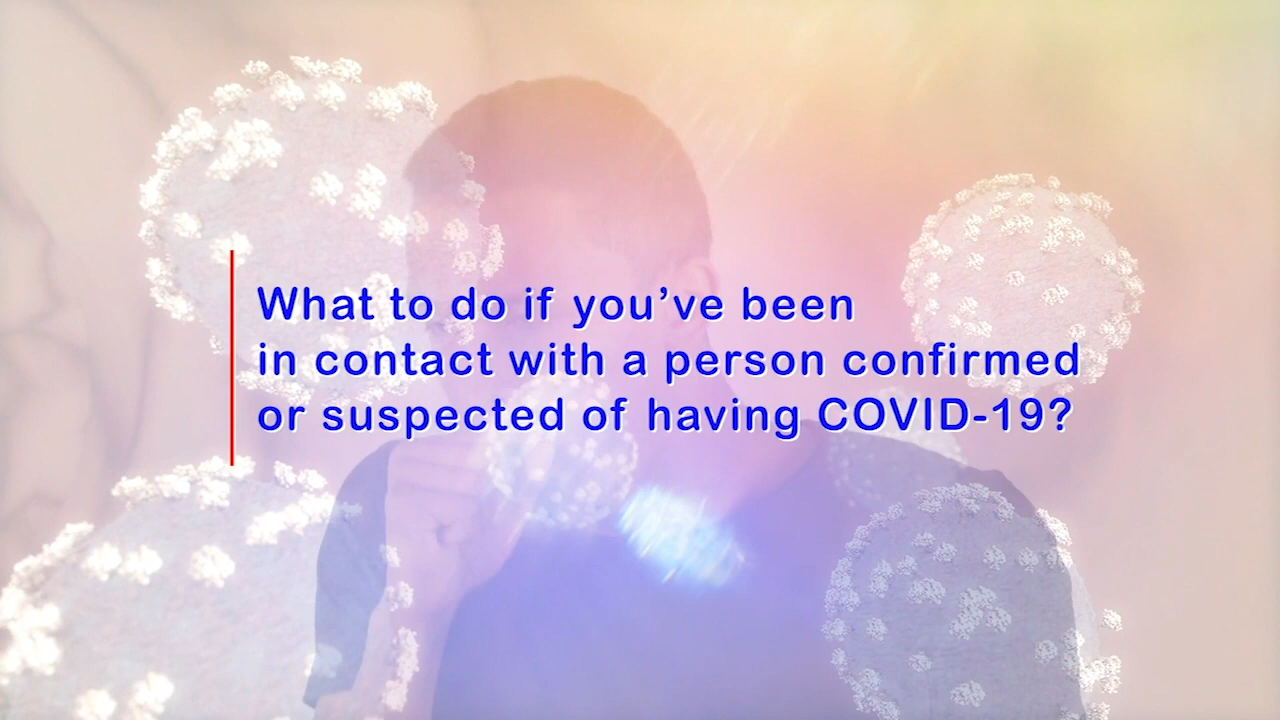 What to do if you’ve been
in contact with a person confirmed
or suspected of having COVID-19?